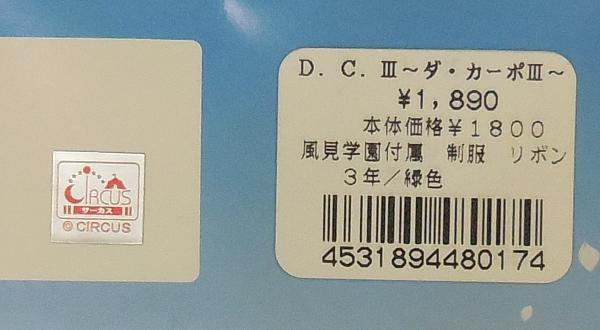 D. C. Ⅲ～ダ・カーポⅢ～
¥1,890
本体価格¥1800
風見学園付属 制服 リボン
3年/緑色
4531894480174
CIRCUS
サーカス
© CIRCUS